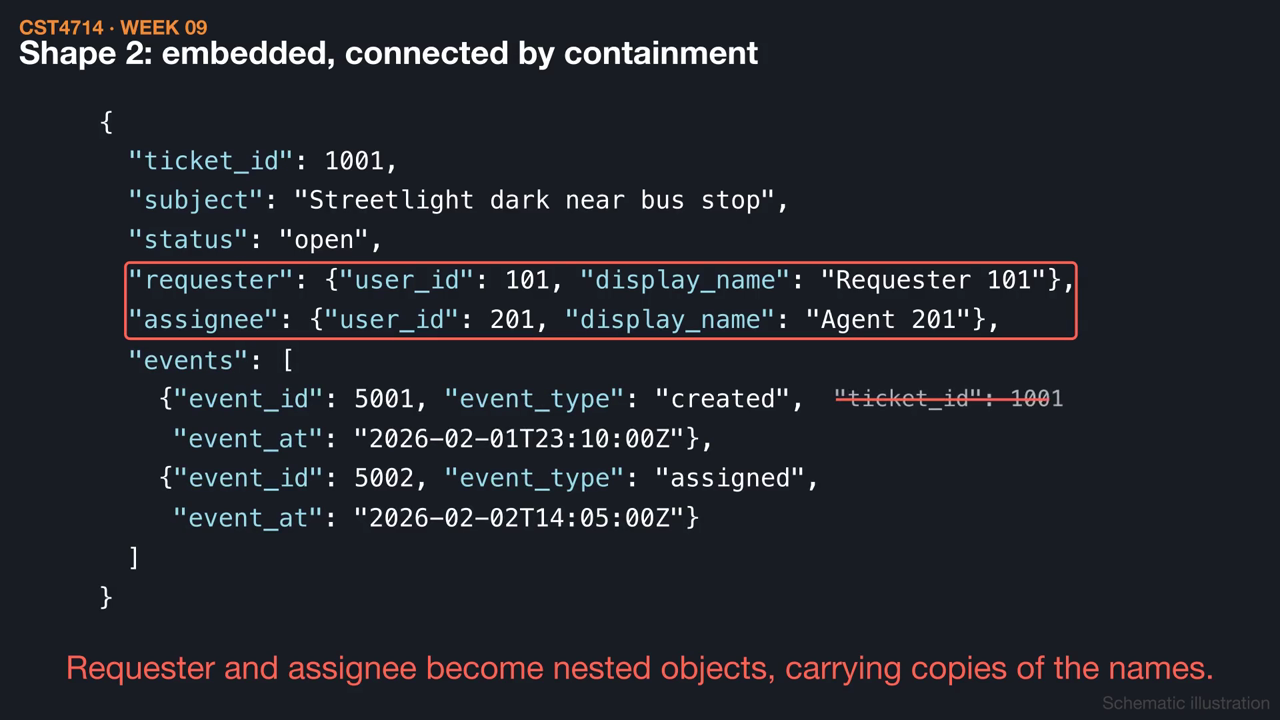 CST4714 · WEEK 09
Shape 2: embedded, connected by containment
{
"ticket_id": 1001,
"subject": "Streetlight dark near bus stop",
"status": "open",
"requester": {"user_id": 101, "display_name": "Requester 101"},
"assignee": {"user_id": 201, "display_name": "Agent 201"},
"events": [
{"event_id": 5001, "event_type": "created", "ticket_id": 1001
"event_at": "2026-02-01T23:10:00Z"},
{"event_id": 5002, "event_type": "assigned",
"event_at": "2026-02-02T14:05:00Z"}
]
}
Requester and assignee become nested objects, carrying copies of the names.
Schematic illustration